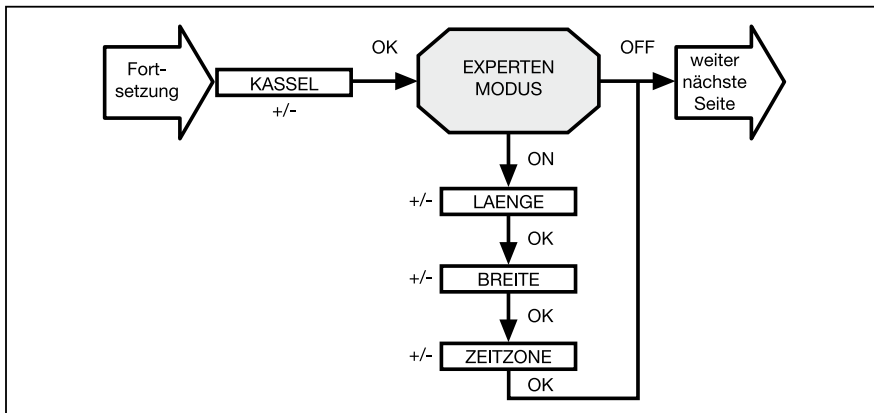 Fort-
setzung
KASSEL
+/-
OK
EXPERTEN
MODUS
OFF
weiter
nächste
Seite
ON
+/-
LAENGE
OK
+/-
BREITE
OK
+/-
ZEITZONE
OK